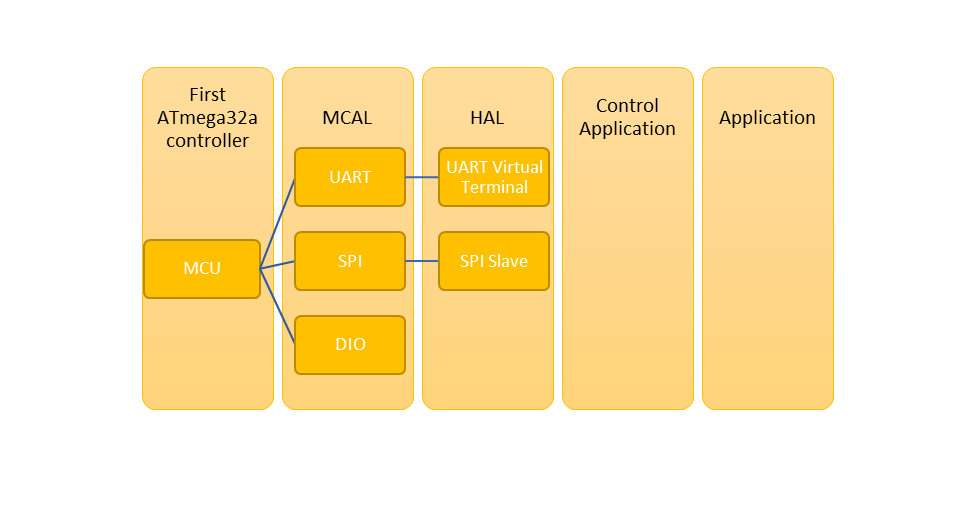 First
ATmega32a
controller
MCAL
HAL
Control
Application
Application
UART
UART Virtual
Terminal
MCU
SPI
SPI Slave
DIO